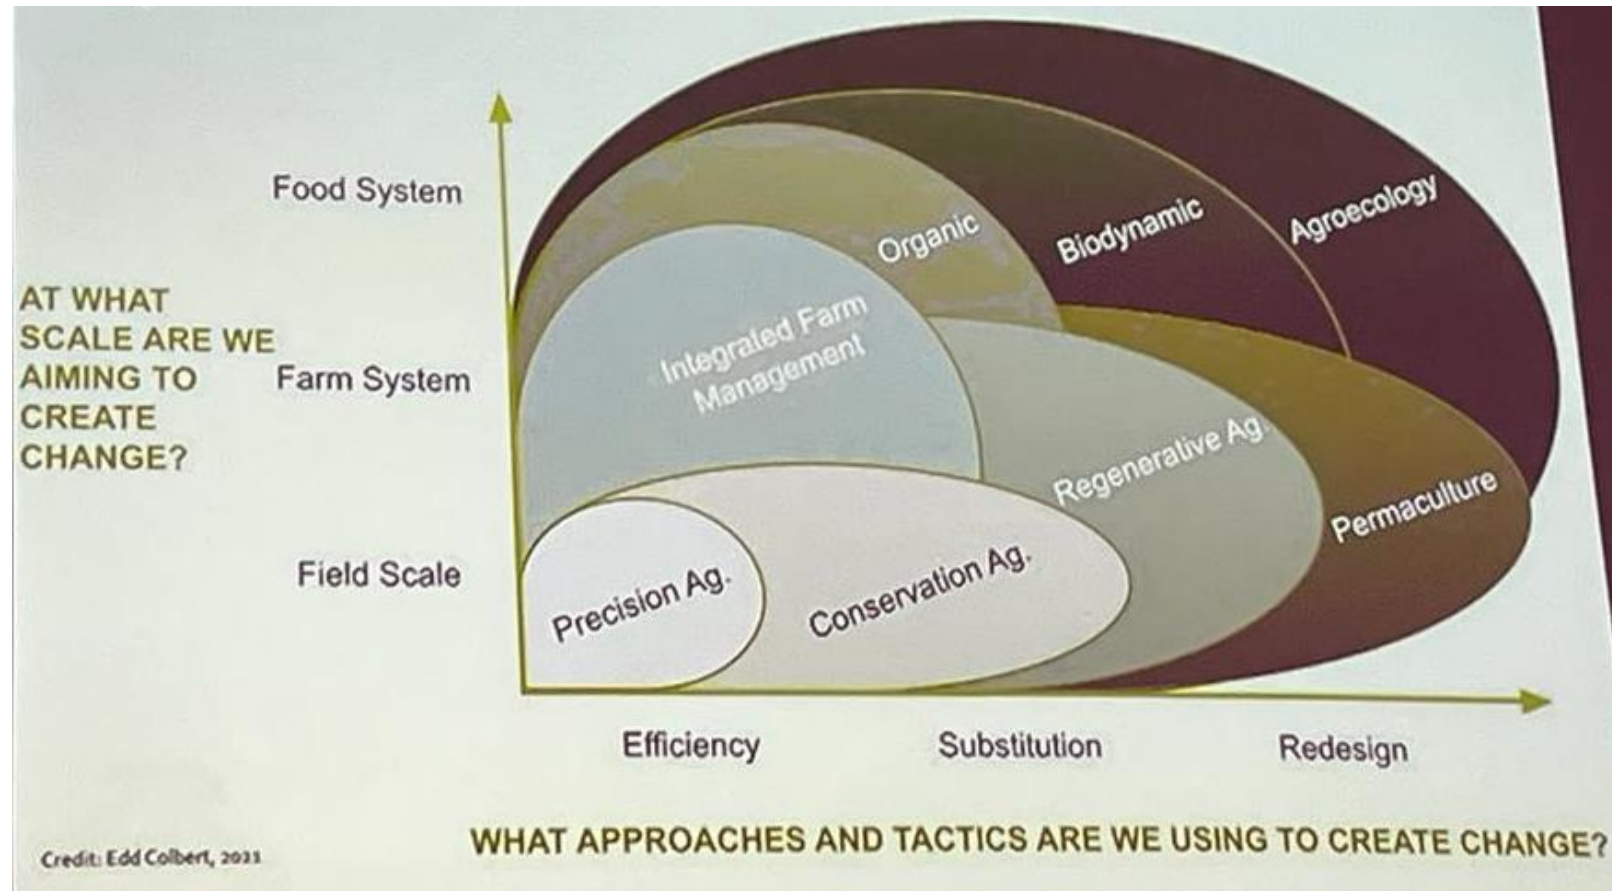 Food System
AT WHAT
SCALE ARE WE
AIMING TO
CREATE
CHANGE?
Farm System
Field Scale
Organic
Biodynamic
Agroecology
Integrated Farm
Management
Regenerative Ag.
Permaculture
Precision Ag.
Conservation Ag.
Efficiency
Substitution
Redesign
WHAT APPROACHES AND TACTICS ARE WE USING TO CREATE CHANGE?
Credit: Edd Colbert, 2021